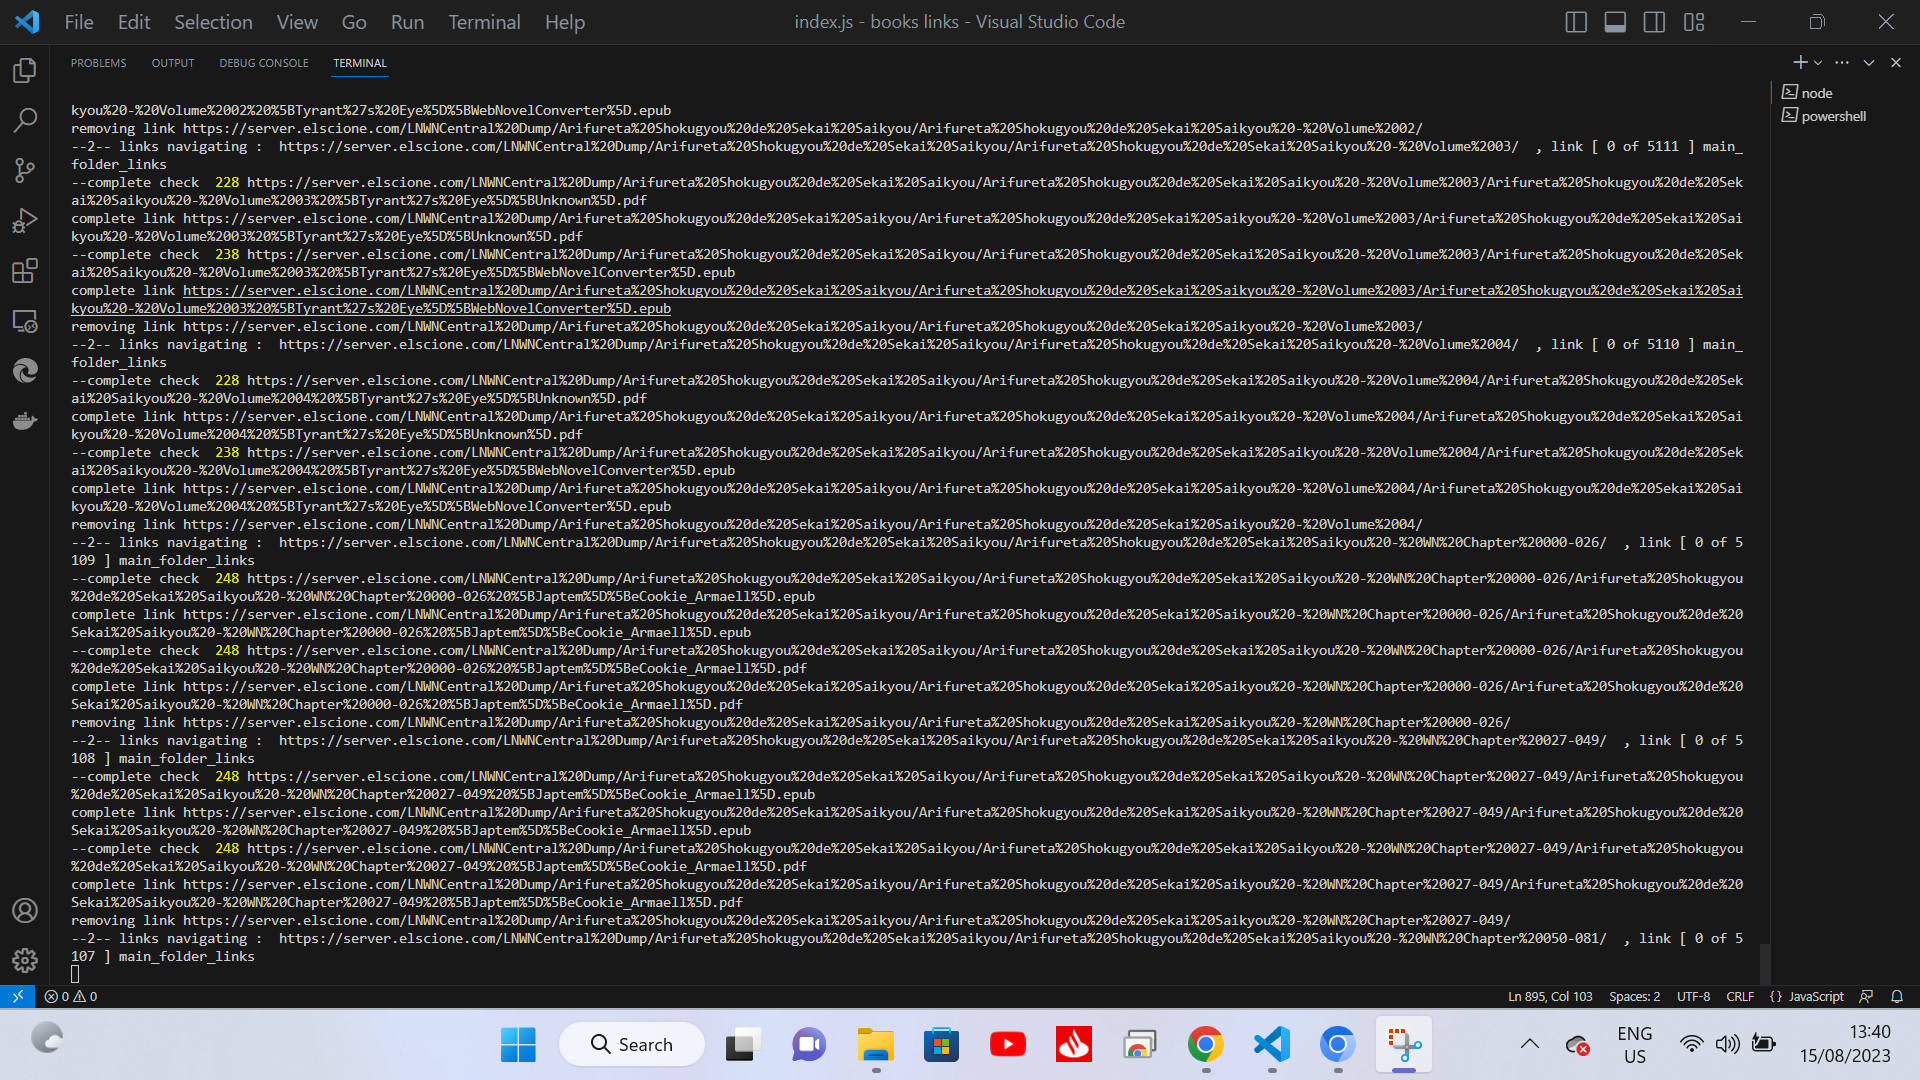 File Edit Selection View Go Run Terminal Help
index.js - books links - Visual Studio Code
PROBLEMS OUTPUT DEBUG CONSOLE TERMINAL
node
powershell
kyou%20-%20Volume%2002%20%5BTyrant%27s%20Eye%5D%5BWebNovelConverter%5D.epub
removing link https://server.elscione.com/LNWNCentral%20Dump/Arifureta%20Shokugyou%20de%20Sekai%20Saikyou/Arifureta%20Shokugyou%20de%20Sekai%20Saikyou%20-%20Volume%2002/
--2-- links navigating :  https://server.elscione.com/LNWNCentral%20Dump/Arifureta%20Shokugyou%20de%20Sekai%20Saikyou/Arifureta%20Shokugyou%20de%20Sekai%20Saikyou%20-%20Volume%2003/  , link [ 0 of 5111 ] main_
folder_links
--complete check  228 https://server.elscione.com/LNWNCentral%20Dump/Arifureta%20Shokugyou%20de%20Sekai%20Saikyou/Arifureta%20Shokugyou%20de%20Sekai%20Saikyou%20-%20Volume%2003/Arifureta%20Shokugyou%20de%20Sek
ai%20Saikyou%20-%20Volume%2003%20%5BTyrant%27s%20Eye%5D%5BUnknown%5D.pdf
complete link https://server.elscione.com/LNWNCentral%20Dump/Arifureta%20Shokugyou%20de%20Sekai%20Saikyou/Arifureta%20Shokugyou%20de%20Sekai%20Saikyou%20-%20Volume%2003/Arifureta%20Shokugyou%20de%20Sekai%20Sai
kyou%20-%20Volume%2003%20%5BTyrant%27s%20Eye%5D%5BUnknown%5D.pdf
--complete check  238 https://server.elscione.com/LNWNCentral%20Dump/Arifureta%20Shokugyou%20de%20Sekai%20Saikyou/Arifureta%20Shokugyou%20de%20Sekai%20Saikyou%20-%20Volume%2003/Arifureta%20Shokugyou%20de%20Sek
ai%20Saikyou%20-%20Volume%2003%20%5BTyrant%27s%20Eye%5D%5BWebNovelConverter%5D.epub
complete link https://server.elscione.com/LNWNCentral%20Dump/Arifureta%20Shokugyou%20de%20Sekai%20Saikyou/Arifureta%20Shokugyou%20de%20Sekai%20Saikyou%20-%20Volume%2003/Arifureta%20Shokugyou%20de%20Sekai%20Sai
kyou%20-%20Volume%2003%20%5BTyrant%27s%20Eye%5D%5BWebNovelConverter%5D.epub
removing link https://server.elscione.com/LNWNCentral%20Dump/Arifureta%20Shokugyou%20de%20Sekai%20Saikyou/Arifureta%20Shokugyou%20de%20Sekai%20Saikyou%20-%20Volume%2003/
--2-- links navigating :  https://server.elscione.com/LNWNCentral%20Dump/Arifureta%20Shokugyou%20de%20Sekai%20Saikyou/Arifureta%20Shokugyou%20de%20Sekai%20Saikyou%20-%20Volume%2004/  , link [ 0 of 5110 ] main_
folder_links
--complete check  228 https://server.elscione.com/LNWNCentral%20Dump/Arifureta%20Shokugyou%20de%20Sekai%20Saikyou/Arifureta%20Shokugyou%20de%20Sekai%20Saikyou%20-%20Volume%2004/Arifureta%20Shokugyou%20de%20Sek
ai%20Saikyou%20-%20Volume%2004%20%5BTyrant%27s%20Eye%5D%5BUnknown%5D.pdf
complete link https://server.elscione.com/LNWNCentral%20Dump/Arifureta%20Shokugyou%20de%20Sekai%20Saikyou/Arifureta%20Shokugyou%20de%20Sekai%20Saikyou%20-%20Volume%2004/Arifureta%20Shokugyou%20de%20Sekai%20Sai
kyou%20-%20Volume%2004%20%5BTyrant%27s%20Eye%5D%5BUnknown%5D.pdf
--complete check  238 https://server.elscione.com/LNWNCentral%20Dump/Arifureta%20Shokugyou%20de%20Sekai%20Saikyou/Arifureta%20Shokugyou%20de%20Sekai%20Saikyou%20-%20Volume%2004/Arifureta%20Shokugyou%20de%20Sek
ai%20Saikyou%20-%20Volume%2004%20%5BTyrant%27s%20Eye%5D%5BWebNovelConverter%5D.epub
complete link https://server.elscione.com/LNWNCentral%20Dump/Arifureta%20Shokugyou%20de%20Sekai%20Saikyou/Arifureta%20Shokugyou%20de%20Sekai%20Saikyou%20-%20Volume%2004/Arifureta%20Shokugyou%20de%20Sekai%20Sai
kyou%20-%20Volume%2004%20%5BTyrant%27s%20Eye%5D%5BWebNovelConverter%5D.epub
removing link https://server.elscione.com/LNWNCentral%20Dump/Arifureta%20Shokugyou%20de%20Sekai%20Saikyou/Arifureta%20Shokugyou%20de%20Sekai%20Saikyou%20-%20Volume%2004/
--2-- links navigating :  https://server.elscione.com/LNWNCentral%20Dump/Arifureta%20Shokugyou%20de%20Sekai%20Saikyou/Arifureta%20Shokugyou%20de%20Sekai%20Saikyou%20-%20WN%20Chapter%20000-026/  , link [ 0 of 5
109 ] main_folder_links
--complete check  248 https://server.elscione.com/LNWNCentral%20Dump/Arifureta%20Shokugyou%20de%20Sekai%20Saikyou/Arifureta%20Shokugyou%20de%20Sekai%20Saikyou%20-%20WN%20Chapter%20000-026/Arifureta%20Shokugyou
%20de%20Sekai%20Saikyou%20-%20WN%20Chapter%20000-026%20%5BJaptem%5D%5BeCookie_Armaell%5D.epub
complete link https://server.elscione.com/LNWNCentral%20Dump/Arifureta%20Shokugyou%20de%20Sekai%20Saikyou/Arifureta%20Shokugyou%20de%20Sekai%20Saikyou%20-%20WN%20Chapter%20000-026/Arifureta%20Shokugyou%20de%20
Sekai%20Saikyou%20-%20WN%20Chapter%20000-026%20%5BJaptem%5D%5BeCookie_Armaell%5D.epub
--complete check  248 https://server.elscione.com/LNWNCentral%20Dump/Arifureta%20Shokugyou%20de%20Sekai%20Saikyou/Arifureta%20Shokugyou%20de%20Sekai%20Saikyou%20-%20WN%20Chapter%20000-026/Arifureta%20Shokugyou
%20de%20Sekai%20Saikyou%20-%20WN%20Chapter%20000-026%20%5BJaptem%5D%5BeCookie_Armaell%5D.pdf
complete link https://server.elscione.com/LNWNCentral%20Dump/Arifureta%20Shokugyou%20de%20Sekai%20Saikyou/Arifureta%20Shokugyou%20de%20Sekai%20Saikyou%20-%20WN%20Chapter%20000-026/Arifureta%20Shokugyou%20de%20
Sekai%20Saikyou%20-%20WN%20Chapter%20000-026%20%5BJaptem%5D%5BeCookie_Armaell%5D.pdf
removing link https://server.elscione.com/LNWNCentral%20Dump/Arifureta%20Shokugyou%20de%20Sekai%20Saikyou/Arifureta%20Shokugyou%20de%20Sekai%20Saikyou%20-%20WN%20Chapter%20000-026/
--2-- links navigating :  https://server.elscione.com/LNWNCentral%20Dump/Arifureta%20Shokugyou%20de%20Sekai%20Saikyou/Arifureta%20Shokugyou%20de%20Sekai%20Saikyou%20-%20WN%20Chapter%20027-049/  , link [ 0 of 5
108 ] main_folder_links
--complete check  248 https://server.elscione.com/LNWNCentral%20Dump/Arifureta%20Shokugyou%20de%20Sekai%20Saikyou/Arifureta%20Shokugyou%20de%20Sekai%20Saikyou%20-%20WN%20Chapter%20027-049/Arifureta%20Shokugyou
%20de%20Sekai%20Saikyou%20-%20WN%20Chapter%20027-049%20%5BJaptem%5D%5BeCookie_Armaell%5D.epub
complete link https://server.elscione.com/LNWNCentral%20Dump/Arifureta%20Shokugyou%20de%20Sekai%20Saikyou/Arifureta%20Shokugyou%20de%20Sekai%20Saikyou%20-%20WN%20Chapter%20027-049/Arifureta%20Shokugyou%20de%20
Sekai%20Saikyou%20-%20WN%20Chapter%20027-049%20%5BJaptem%5D%5BeCookie_Armaell%5D.epub
--complete check  248 https://server.elscione.com/LNWNCentral%20Dump/Arifureta%20Shokugyou%20de%20Sekai%20Saikyou/Arifureta%20Shokugyou%20de%20Sekai%20Saikyou%20-%20WN%20Chapter%20027-049/Arifureta%20Shokugyou
%20de%20Sekai%20Saikyou%20-%20WN%20Chapter%20027-049%20%5BJaptem%5D%5BeCookie_Armaell%5D.pdf
complete link https://server.elscione.com/LNWNCentral%20Dump/Arifureta%20Shokugyou%20de%20Sekai%20Saikyou/Arifureta%20Shokugyou%20de%20Sekai%20Saikyou%20-%20WN%20Chapter%20027-049/Arifureta%20Shokugyou%20de%20
Sekai%20Saikyou%20-%20WN%20Chapter%20027-049%20%5BJaptem%5D%5BeCookie_Armaell%5D.pdf
removing link https://server.elscione.com/LNWNCentral%20Dump/Arifureta%20Shokugyou%20de%20Sekai%20Saikyou/Arifureta%20Shokugyou%20de%20Sekai%20Saikyou%20-%20WN%20Chapter%20027-049/
--2-- links navigating :  https://server.elscione.com/LNWNCentral%20Dump/Arifureta%20Shokugyou%20de%20Sekai%20Saikyou/Arifureta%20Shokugyou%20de%20Sekai%20Saikyou%20-%20WN%20Chapter%20050-081/  , link [ 0 of 5
107 ] main_folder_links
0 0 Ln 895, Col 103 Spaces: 2 UTF-8 CRLF {} JavaScript
Search
ENG
US
13:40
15/08/2023